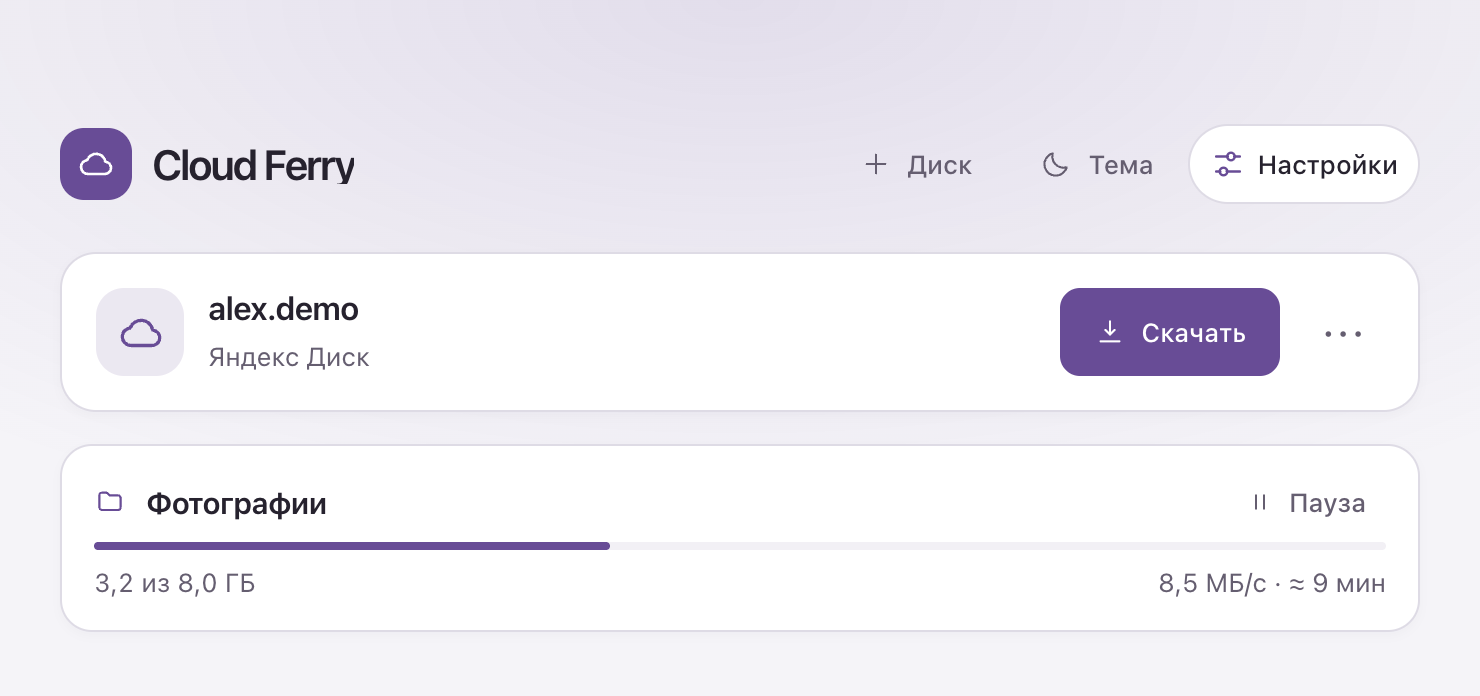 Cloud Ferry
Диск
Тема
Настройки
alex.demo
Яндекс Диск
Скачать
Фотографии
Пауза
3,2 из 8,0 ГБ
8,5 МБ/с · ≈ 9 мин